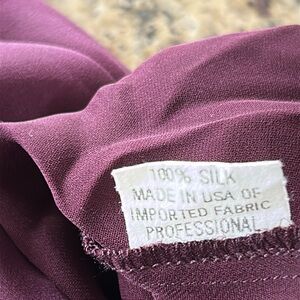 100% SILK
MADE IN USA OF
IMPORTED FABRIC
PROFESSIONAL